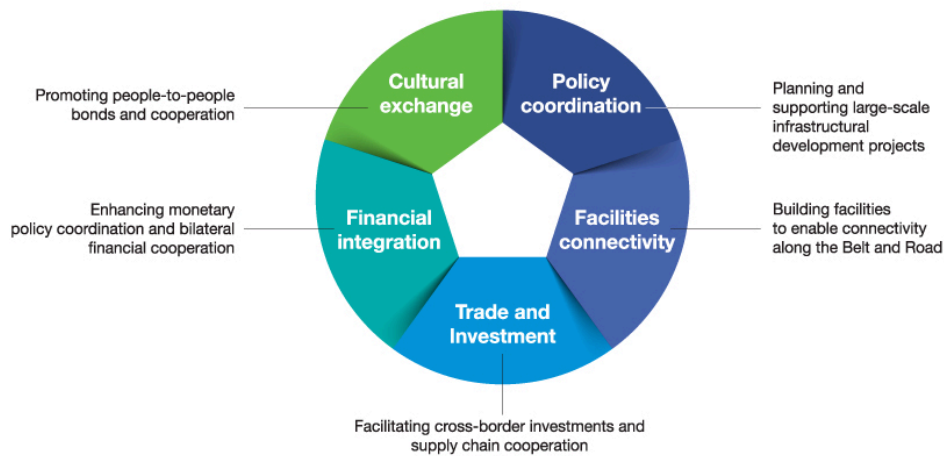 Cultural
exchange
Policy
coordination
Promoting people-to-people
bonds and cooperation
Planning and
supporting large-scale
infrastructural
development projects
Enhancing monetary
policy coordination and bilateral
financial cooperation
Financial
integration
Facilities
connectivity
Building facilities
to enable connectivity
along the Belt and Road
Trade and
Investment
Facilitating cross-border investments and
supply chain cooperation